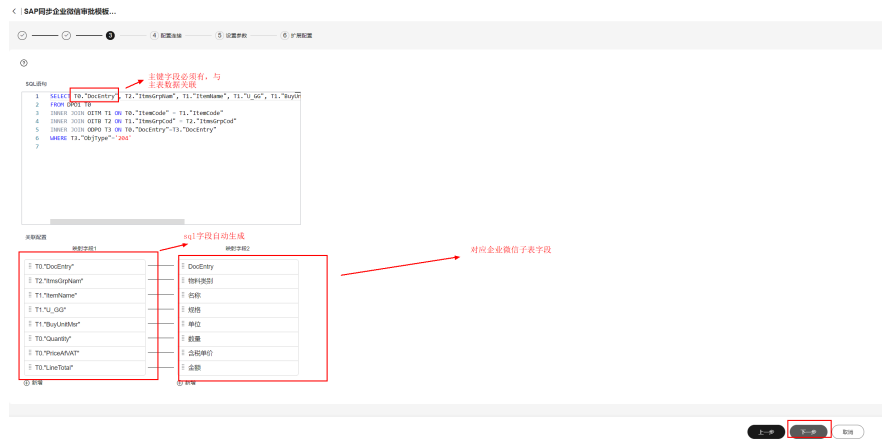 SAP同步企业微信审批模板...
3
4 配置连接
5 设置参数
6 扩展配置
SQL语句
主键字段必须有，与
主表数据关联
1 SELECT T0."DocEntry", T2."ItmsGrpNam", T1."ItemName", T1."U_GG", T1."BuyUn
2 FROM DPO1 T0
3 INNER JOIN OITM T1 ON T0."ItemCode" = T1."ItemCode"
4 INNER JOIN OITB T2 ON T1."ItmsGrpCod" = T2."ItmsGrpCod"
5 INNER JOIN ODPO T3 ON T0."DocEntry"=T3."DocEntry"
6 WHERE T3."ObjType"='204'
7
关联配置
sql字段自动生成
对应企业微信子表字段
映射字段1 映射字段2
T0."DocEntry" DocEntry
T2."ItmsGrpNam" 物料类别
T1."ItemName" 名称
T1."U_GG" 规格
T1."BuyUnitMsr" 单位
T0."Quantity" 数量
T0."PriceAfVAT" 含税单价
T0."LineTotal" 金额
新增 新增
上一步 下一步 取消